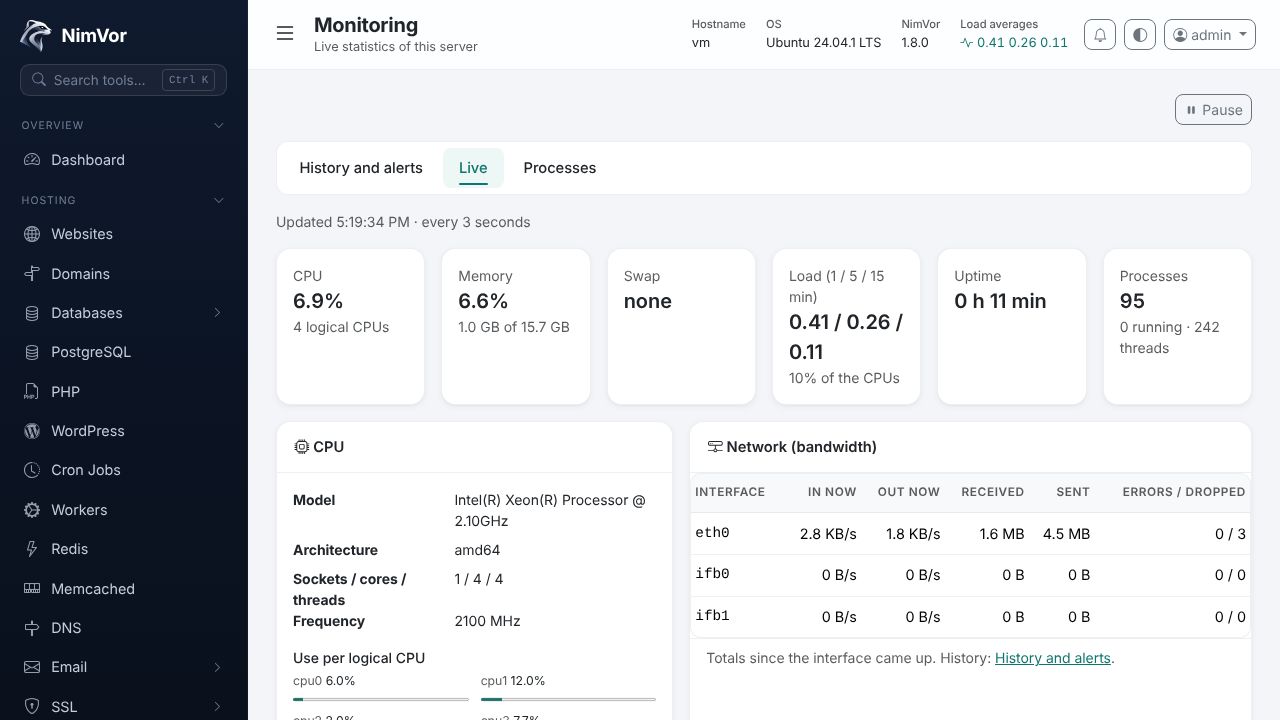 NimVor
Search tools... Ctrl K
OVERVIEW
Dashboard
HOSTING
Websites
Domains
Databases
PostgreSQL
PHP
WordPress
Cron Jobs
Workers
Redis
Memcached
DNS
Email
SSL
Monitoring
Live statistics of this server
Hostname
vm
OS
Ubuntu 24.04.1 LTS
NimVor
1.8.0
Load averages
0.41 0.26 0.11
admin
Pause
History and alerts Live Processes
Updated 5:19:34 PM · every 3 seconds
CPU
6.9%
4 logical CPUs
Memory
6.6%
1.0 GB of 15.7 GB
Swap
none
Load (1 / 5 / 15
min)
0.41 / 0.26 /
0.11
10% of the CPUs
Uptime
0 h 11 min
Processes
95
0 running · 242
threads
CPU
Model Intel(R) Xeon(R) Processor @
2.10GHz
Architecture amd64
Sockets / cores / 1 / 4 / 4
threads
Frequency 2100 MHz
Use per logical CPU
cpu0 6.0% cpu1 12.0%
cpu2 2.0% cpu3 7.7%
Network (bandwidth)
INTERFACE IN NOW OUT NOW RECEIVED SENT ERRORS / DROPPED
eth0 2.8 KB/s 1.8 KB/s 1.6 MB 4.5 MB 0 / 3
ifb0 0 B/s 0 B/s 0 B 0 B 0 / 0
ifb1 0 B/s 0 B/s 0 B 0 B 0 / 0
Totals since the interface came up. History: History and alerts.